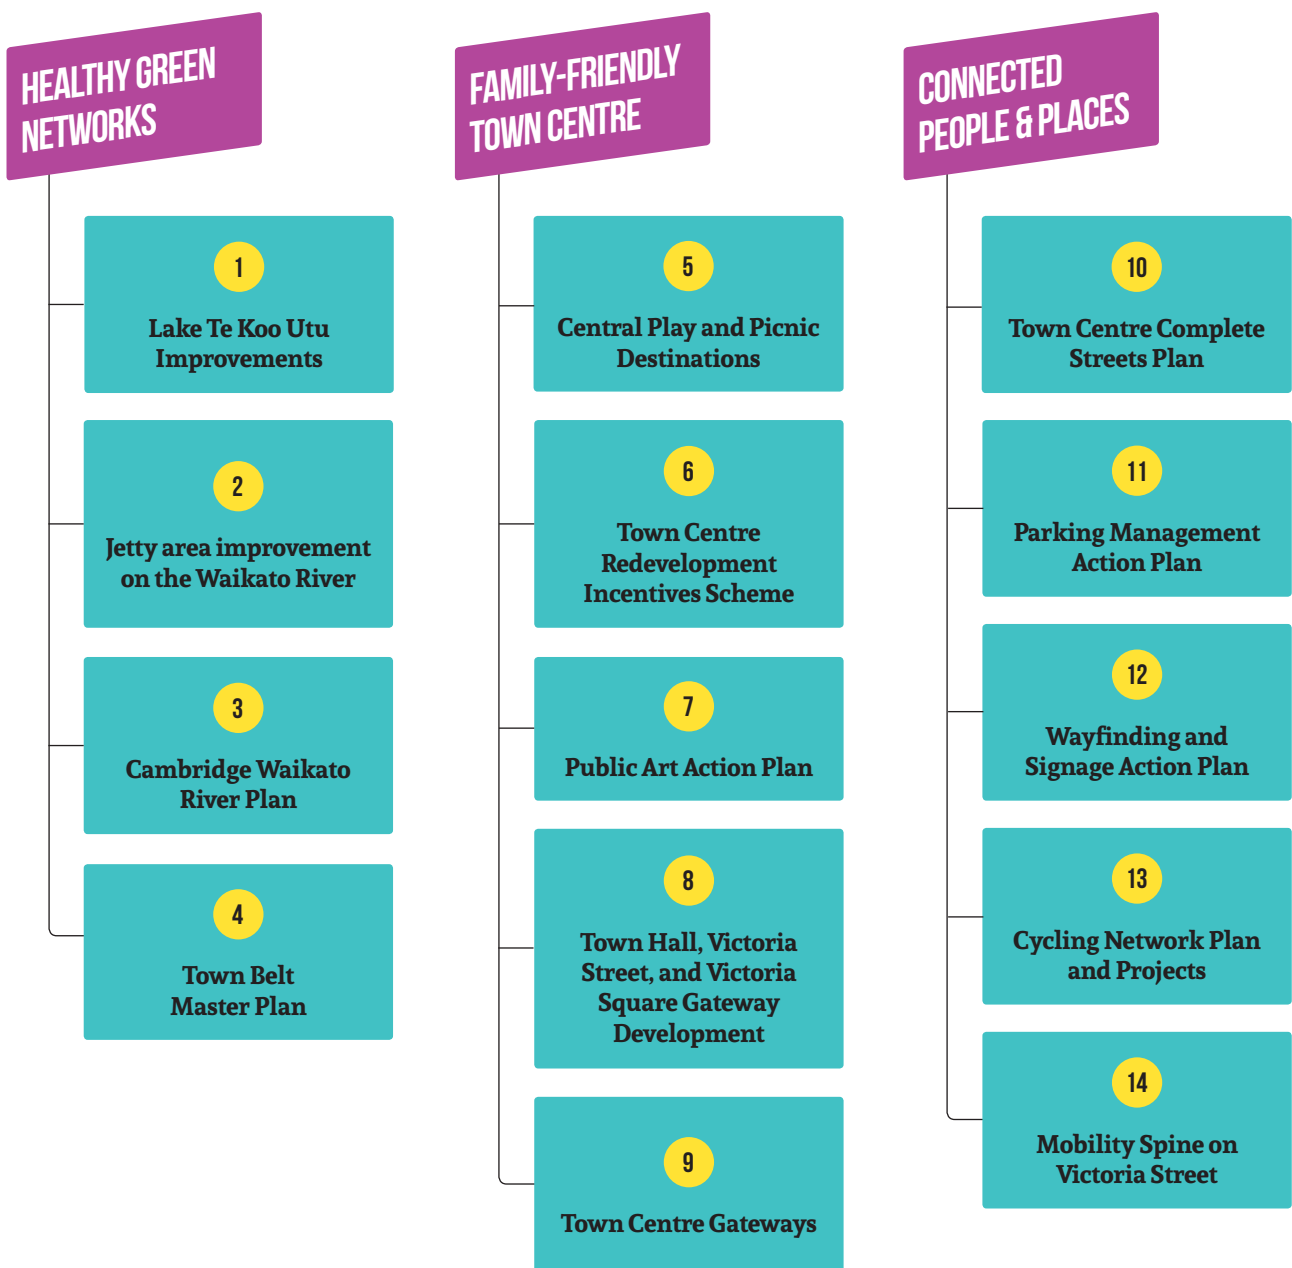 HEALTHY GREEN
NETWORKS
1
Lake Te Koo Utu
Improvements
2
Jetty area improvement
on the Waikato River
3
Cambridge Waikato
River Plan
4
Town Belt
Master Plan
FAMILY-FRIENDLY
TOWN CENTRE
5
Central Play and Picnic
Destinations
6
Town Centre
Redevelopment
Incentives Scheme
7
Public Art Action Plan
8
Town Hall, Victoria
Street, and Victoria
Square Gateway
Development
9
Town Centre Gateways
CONNECTED
PEOPLE & PLACES
10
Town Centre Complete
Streets Plan
11
Parking Management
Action Plan
12
Wayfinding and
Signage Action Plan
13
Cycling Network Plan
and Projects
14
Mobility Spine on
Victoria Street